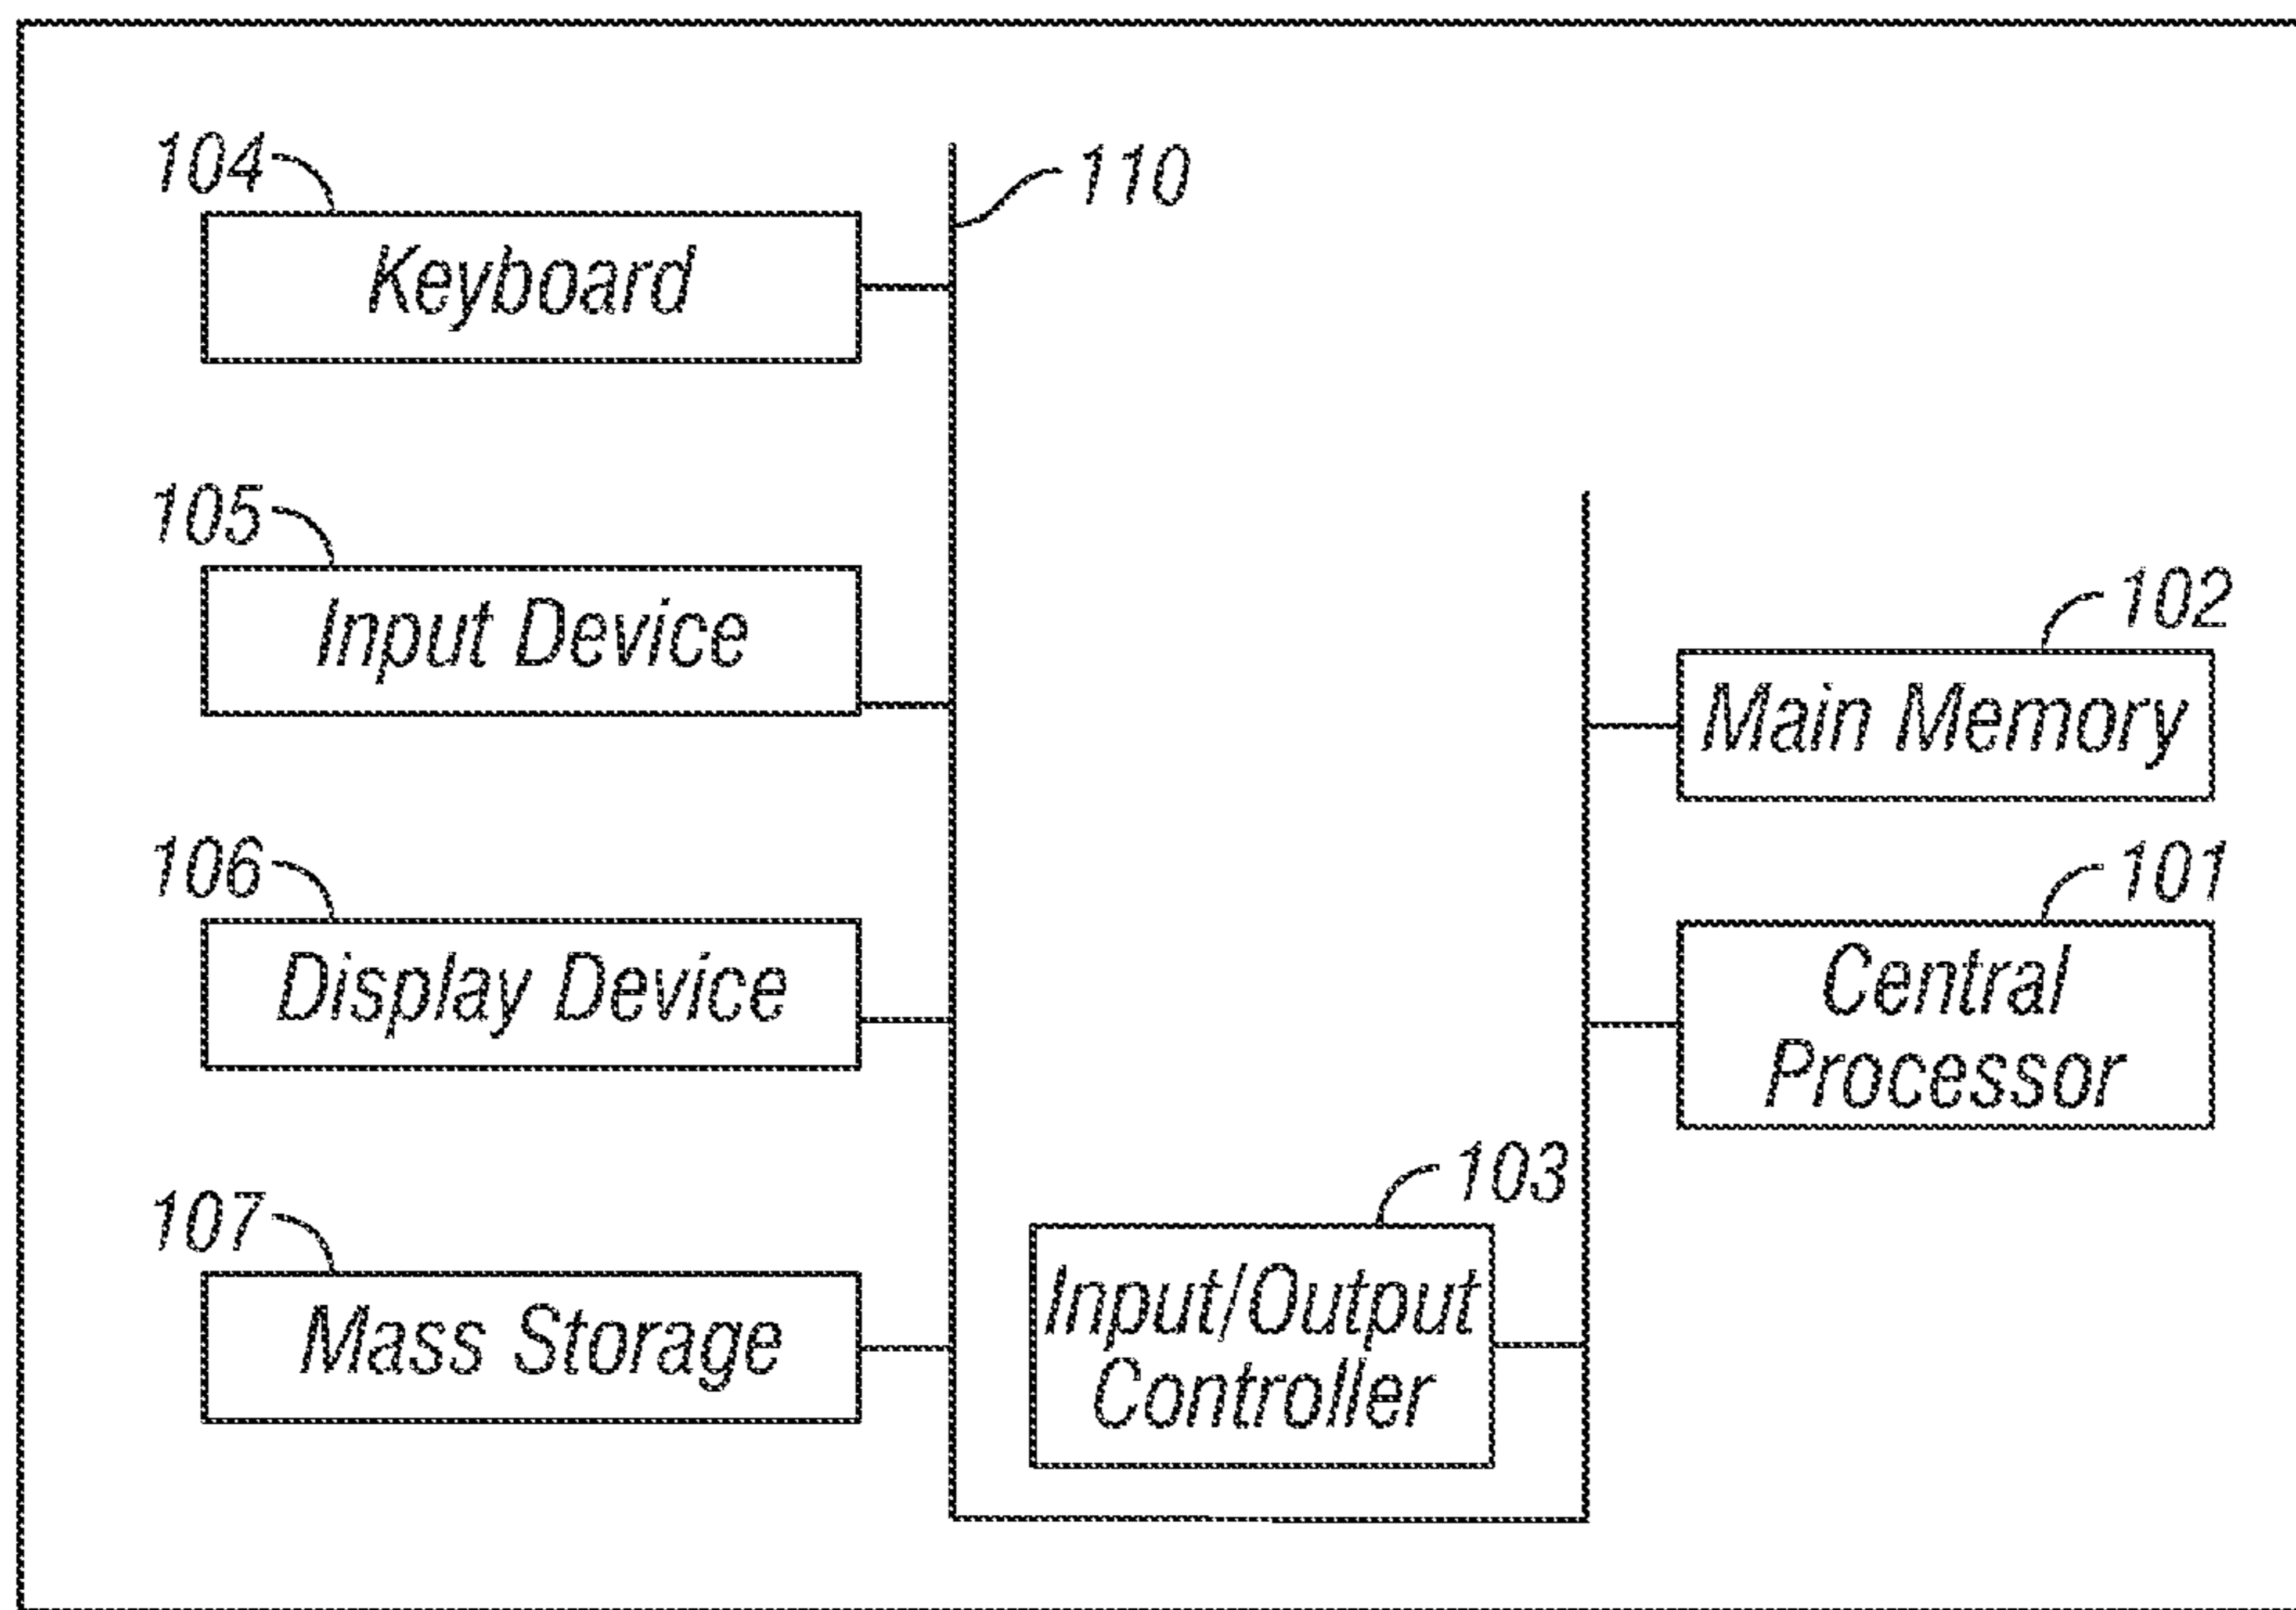 104
Keyboard
110
105
Input Device
102
Main Memory
106
Display Device
101
Central
Processor
107
Mass Storage
103
Input/Output
Controller